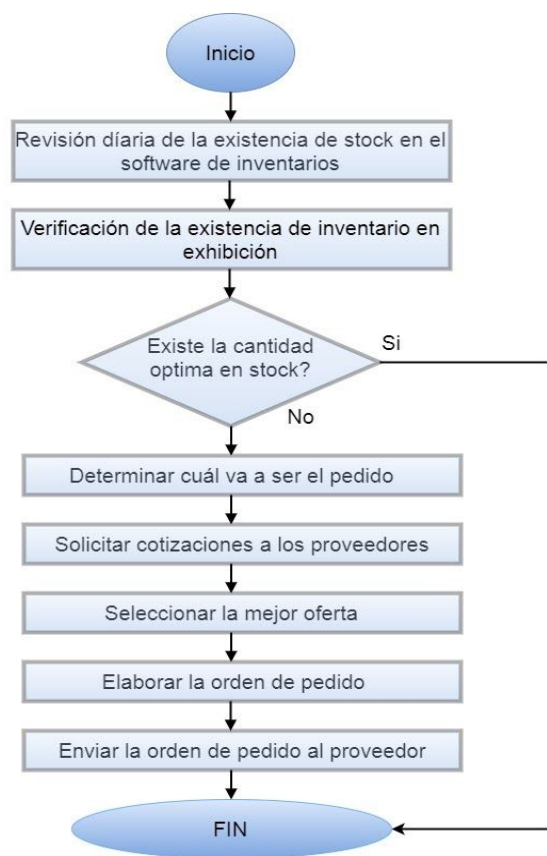 Inicio
Revisión díaria de la existencia de stock en el
software de inventarios
Verificación de la existencia de inventario en
exhibición
Existe la cantidad
optima en stock?
Si
No
Determinar cuál va a ser el pedido
Solicitar cotizaciones a los proveedores
Seleccionar la mejor oferta
Elaborar la orden de pedido
Enviar la orden de pedido al proveedor
FIN